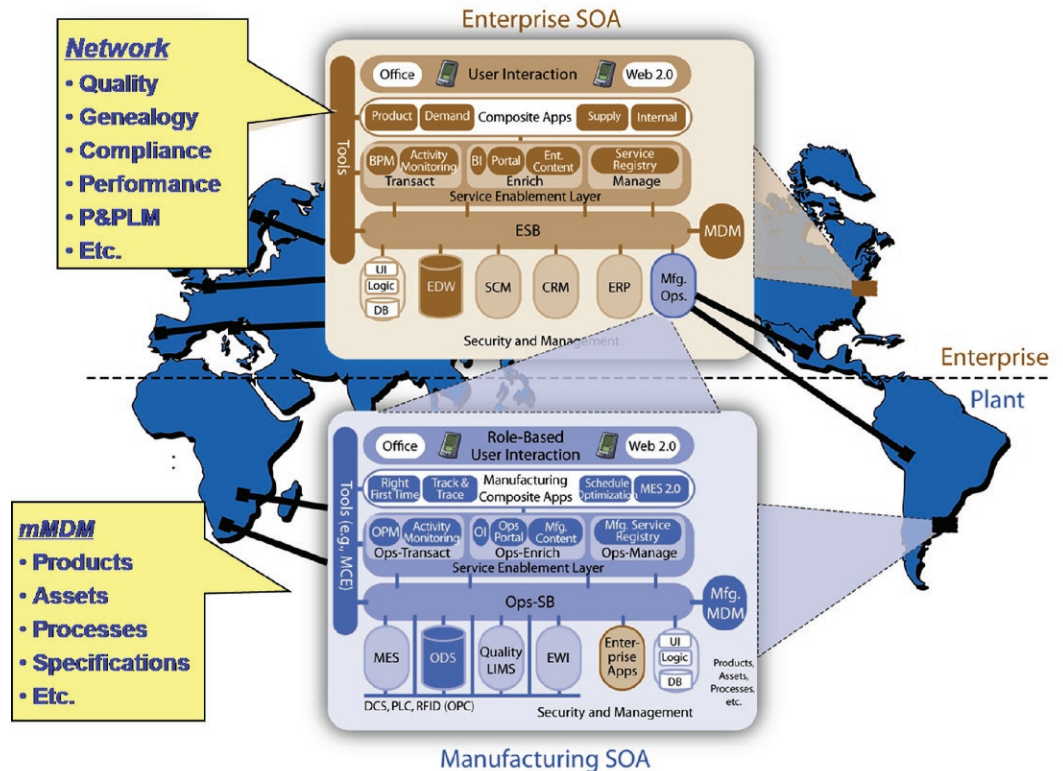 Enterprise SOA
Network
• Quality
• Genealogy
• Compliance
• Performance
• P&PLM
• Etc.
Tools
Office
User Interaction
Web 2.0
Product
Demand
Composite Apps
Supply
Internal
BPM
Activity
Monitoring
Transact
BI
Portal
Ent.
Content
Enrich
Service
Registry
Manage
Service Enablement Layer
ESB
MDM
UI
Logic
DB
EDW
SCM
CRM
ERP
Mfg.
Ops.
Security and Management
Enterprise
Plant
mMDM
• Products
• Assets
• Processes
• Specifications
• Etc.
Tools (e.g., MCE)
Office
Role-Based
User Interaction
Web 2.0
Right
First Time
Track &
Trace
Manufacturing
Composite Apps
Schedule
Optimization
MES 2.0
OPM
Activity
Monitoring
Ops-Transact
OI
Ops
Portal
Mfg.
Content
Ops-Enrich
Mfg. Service
Registry
Ops-Manage
Service Enablement Layer
Ops-SB
Mfg.
MDM
MES
ODS
Quality
LIMS
EWI
Enter-
prise
Apps
UI
Logic
DB
Products,
Assets,
Processes,
etc.
DCS, PLC, RFID (OPC)
Security and Management
Manufacturing SOA